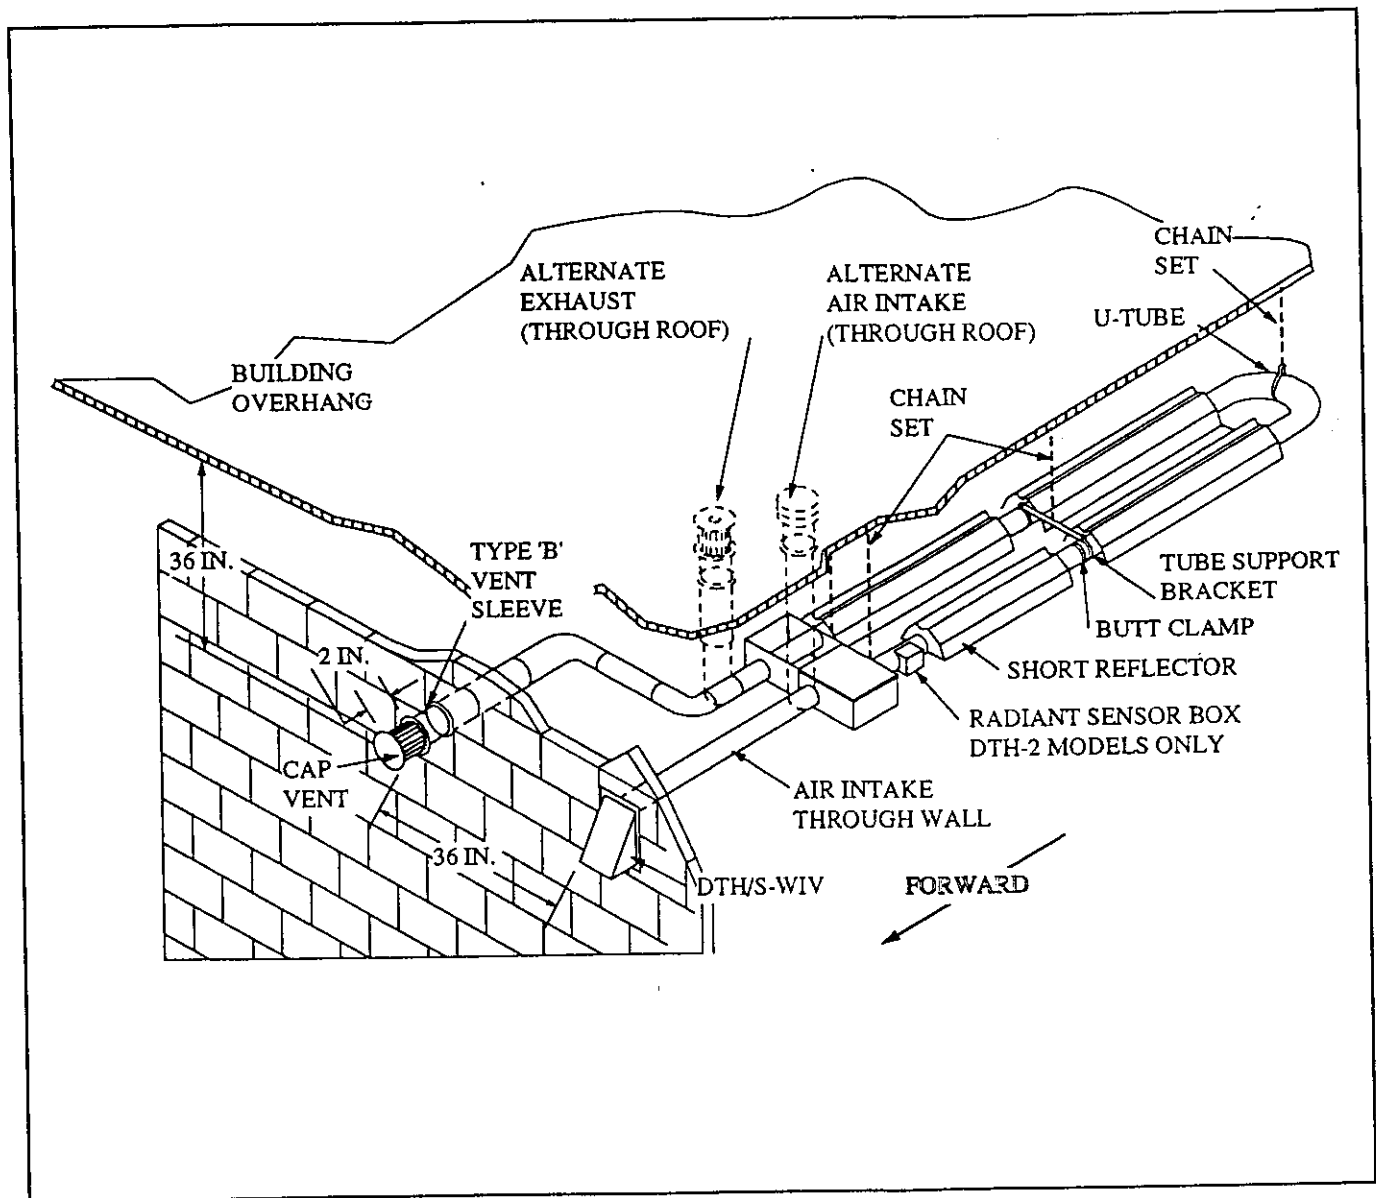 CHAIN
SET
ALTERNATE
EXHAUST
(THROUGH ROOF)
ALTERNATE
AIR INTAKE
(THROUGH ROOF)
U-TUBE
BUILDING
OVERHANG
CHAIN
SET
36 IN.
TYPE 'B'
VENT
SLEEVE
TUBE SUPPORT
BRACKET
BUTT CLAMP
2 IN.
SHORT REFLECTOR
RADIANT SENSOR BOX
DTH-2 MODELS ONLY
CAP
VENT
AIR INTAKE
THROUGH WALL
36 IN.
DTH/S-WIV
FORWARD